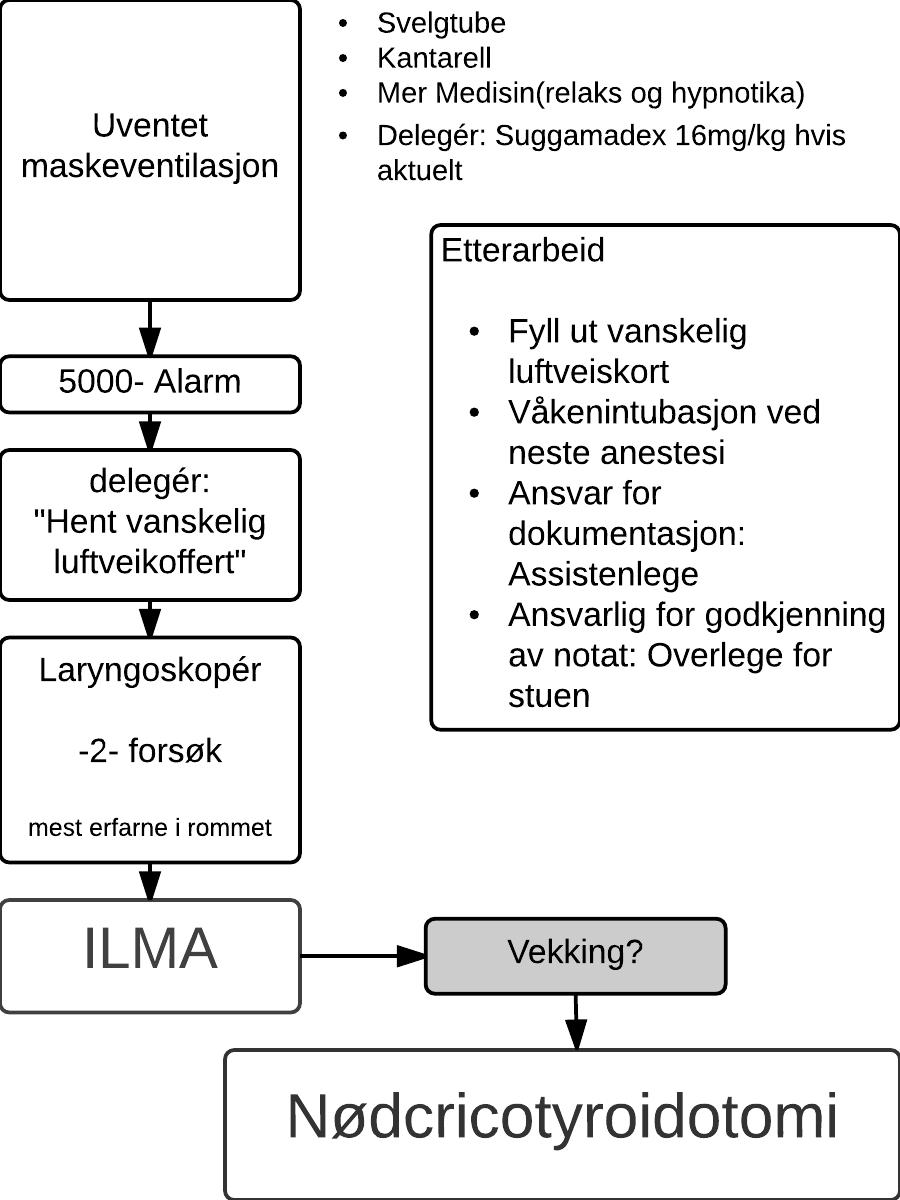 Uventet
maskeventilasjon
• Svelgtube
• Kantarell
• Mer Medisin(relaks og hypnotika)
• Delegér: Suggamadex 16mg/kg hvis
aktuelt
5000- Alarm
delegér:
"Hent vanskelig
luftveikoffert"
Laryngoskopér
-2- forsøk
mest erfarne i rommet
Etterarbeid
• Fyll ut vanskelig
luftveiskort
• Våkenintubasjon ved
neste anestesi
• Ansvar for
dokumentasjon:
Assistenlege
• Ansvarlig for godkjenning
av notat: Overlege for
stuen
ILMA
Vekking?
Nødcricotyroidotomi